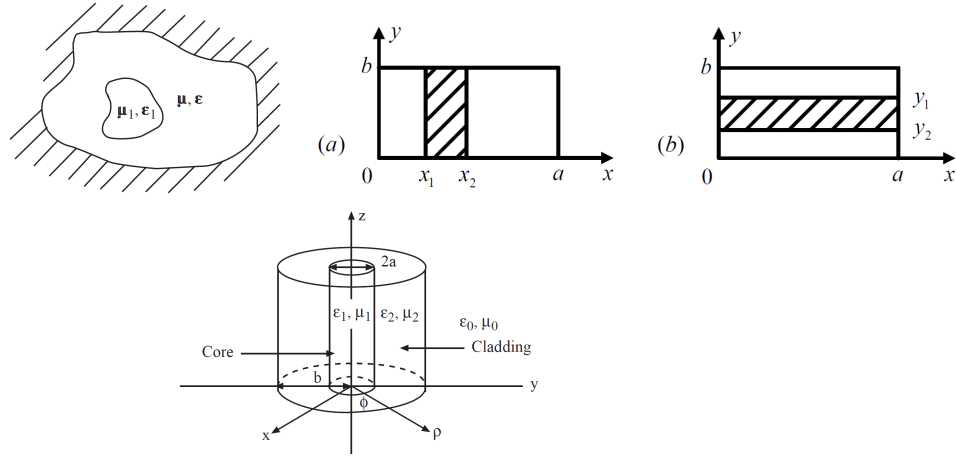 μ₁, ε₁
μ, ε
(a)
y
b
0
x₁
x₂
a
x
(b)
y
b
y₁
y₂
0
a
x
z
2a
ε₁, μ₁
ε₂, μ₂
ε₀, μ₀
Core
Cladding
b
y
ϕ
x
ρ